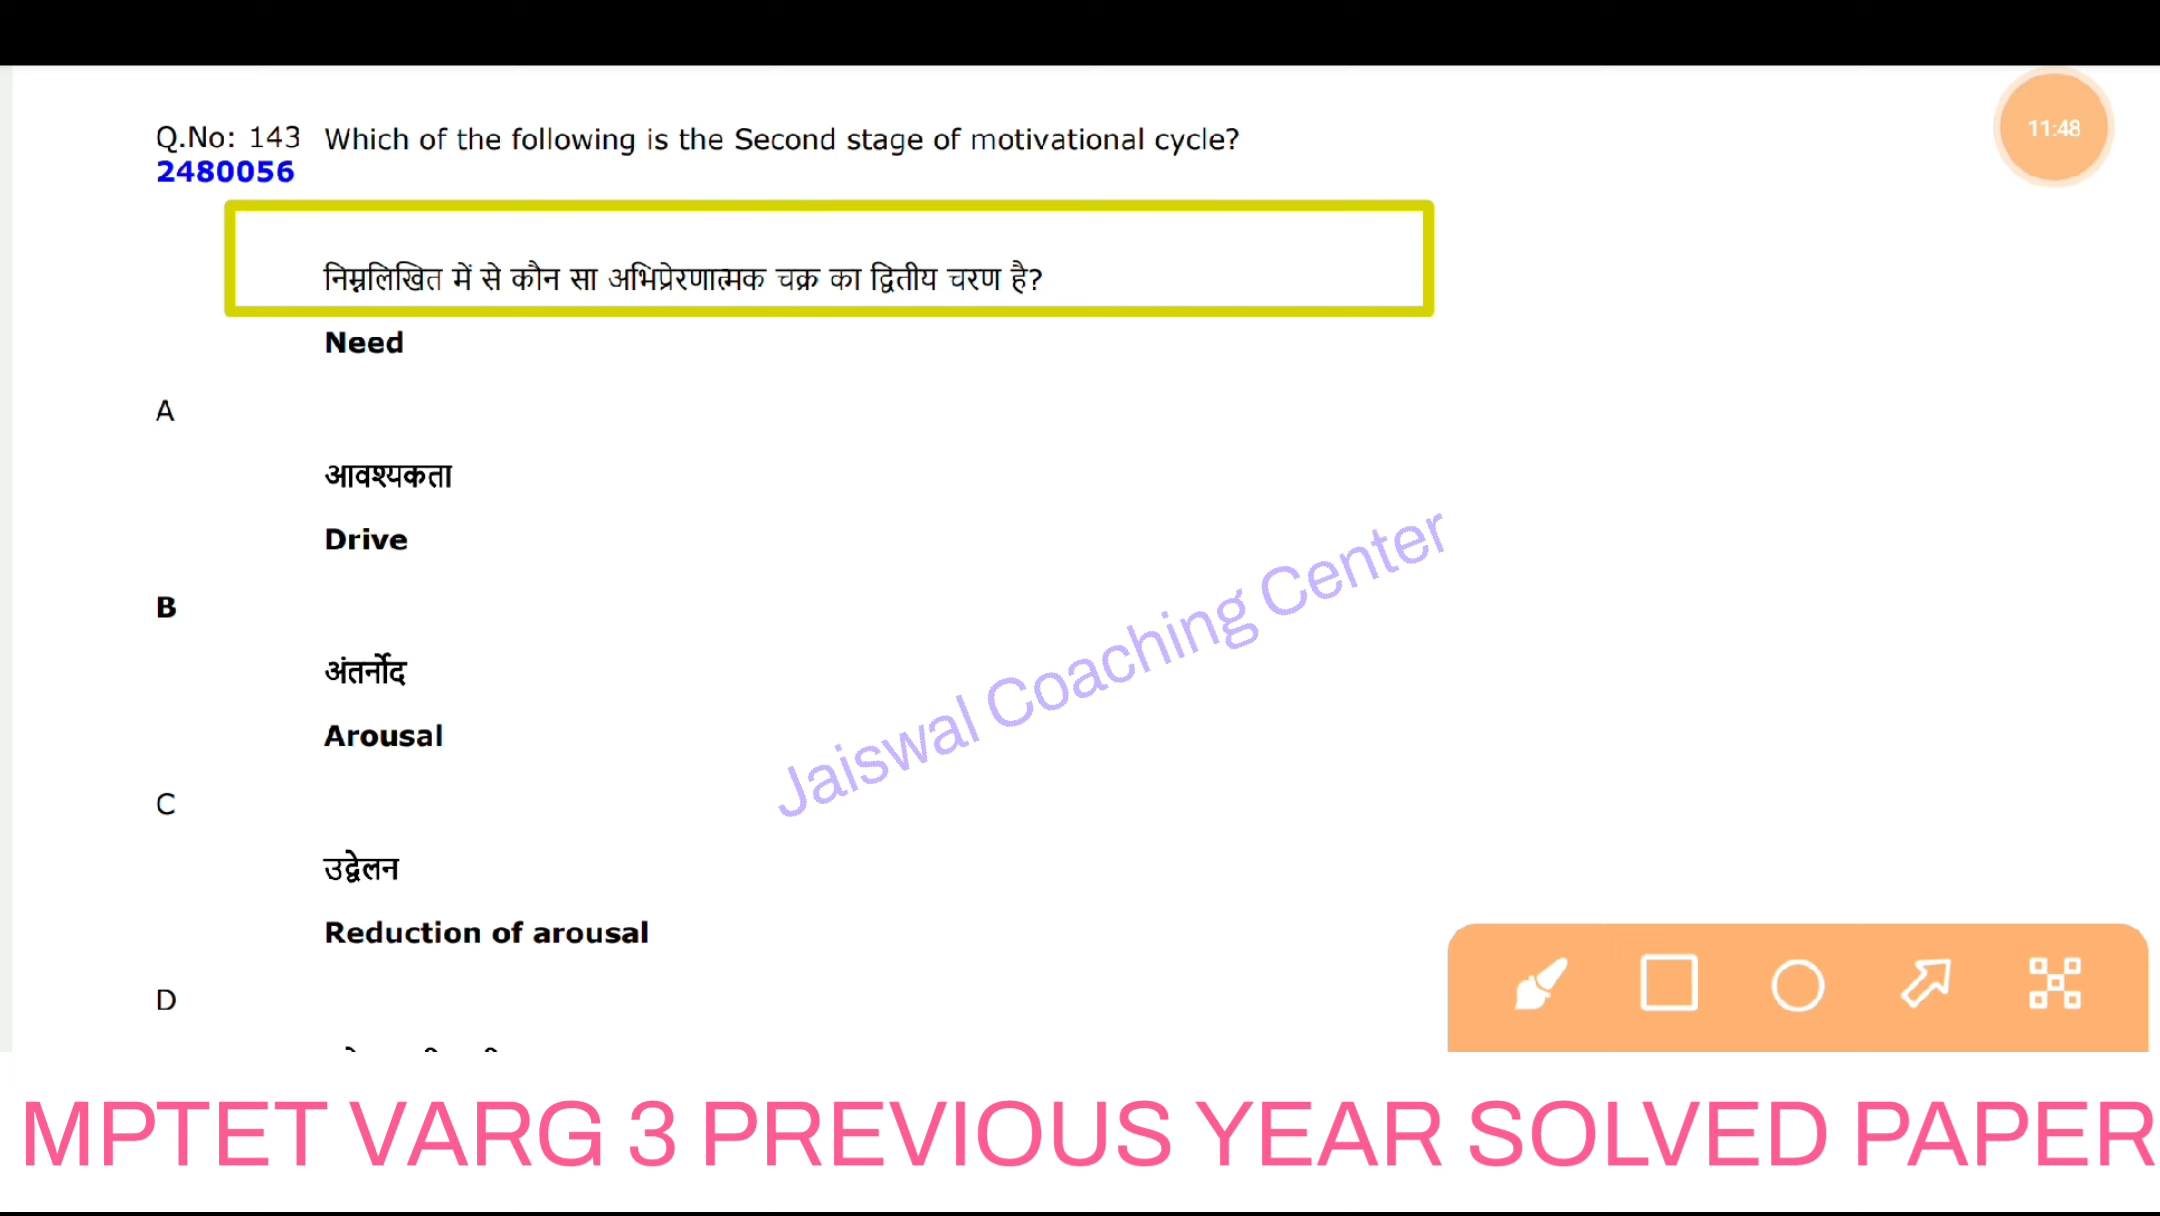 11:48
Q.No: 143 Which of the following is the Second stage of motivational cycle?
2480056
निम्नलिखित में से कौन सा अभिप्रेरणात्मक चक्र का द्वितीय चरण है?
Need
A
आवश्यकता
Drive
B
अंतर्नोद
Arousal
C
उद्वेलन
Reduction of arousal
D
Jaiswal Coaching Center
MPTET VARG 3 PREVIOUS YEAR SOLVED PAPER